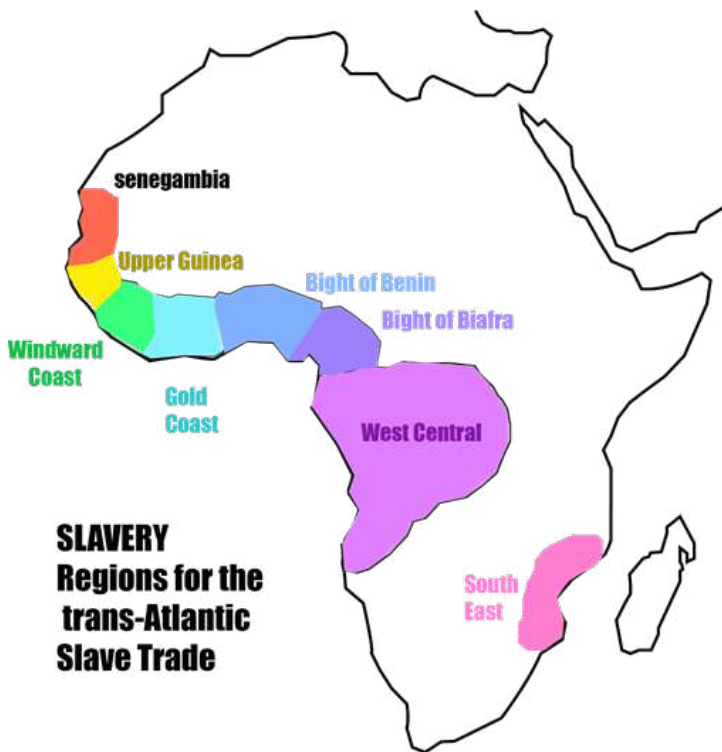 senegambia
Upper Guinea
Bight of Benin
Bight of Biafra
Windward
Coast
Gold
Coast
West Central
SLAVERY
Regions for the
trans-Atlantic
Slave Trade
South
East